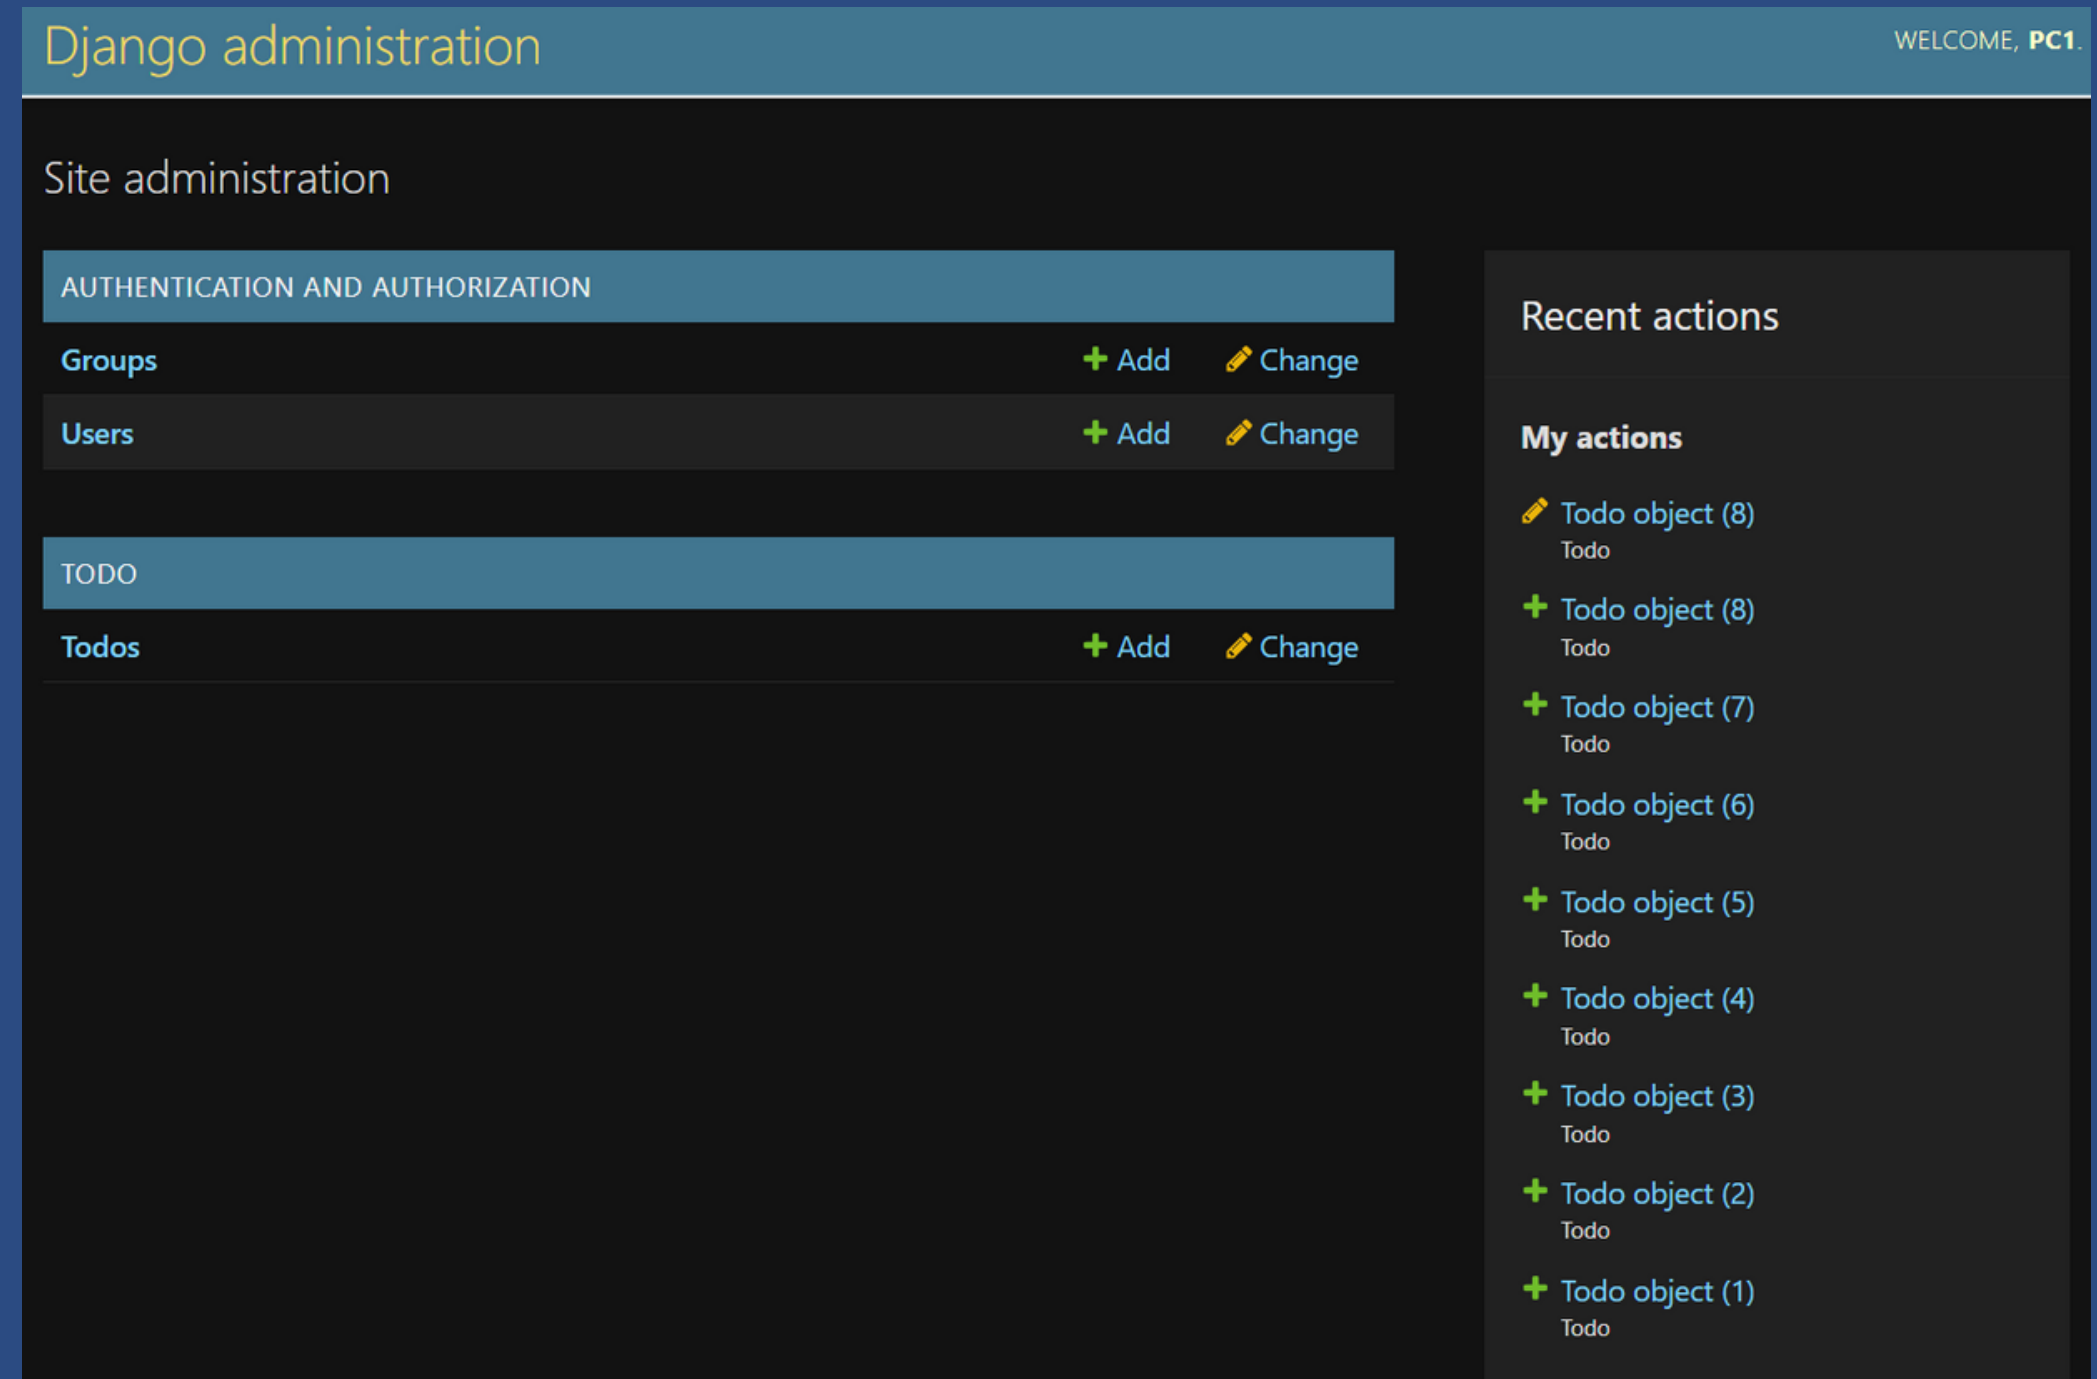 Django administration
WELCOME, PC1.
Site administration
AUTHENTICATION AND AUTHORIZATION
Groups Add Change
Users Add Change
TODO
Todos Add Change
Recent actions
My actions
Todo object (8)
Todo
Todo object (8)
Todo
Todo object (7)
Todo
Todo object (6)
Todo
Todo object (5)
Todo
Todo object (4)
Todo
Todo object (3)
Todo
Todo object (2)
Todo
Todo object (1)
Todo